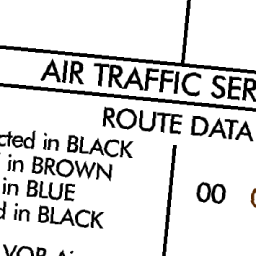 AIR TRAFFIC SER
ROUTE DATA
cted in BLACK
in BROWN
in BLUE
00
d in BLACK
VOR